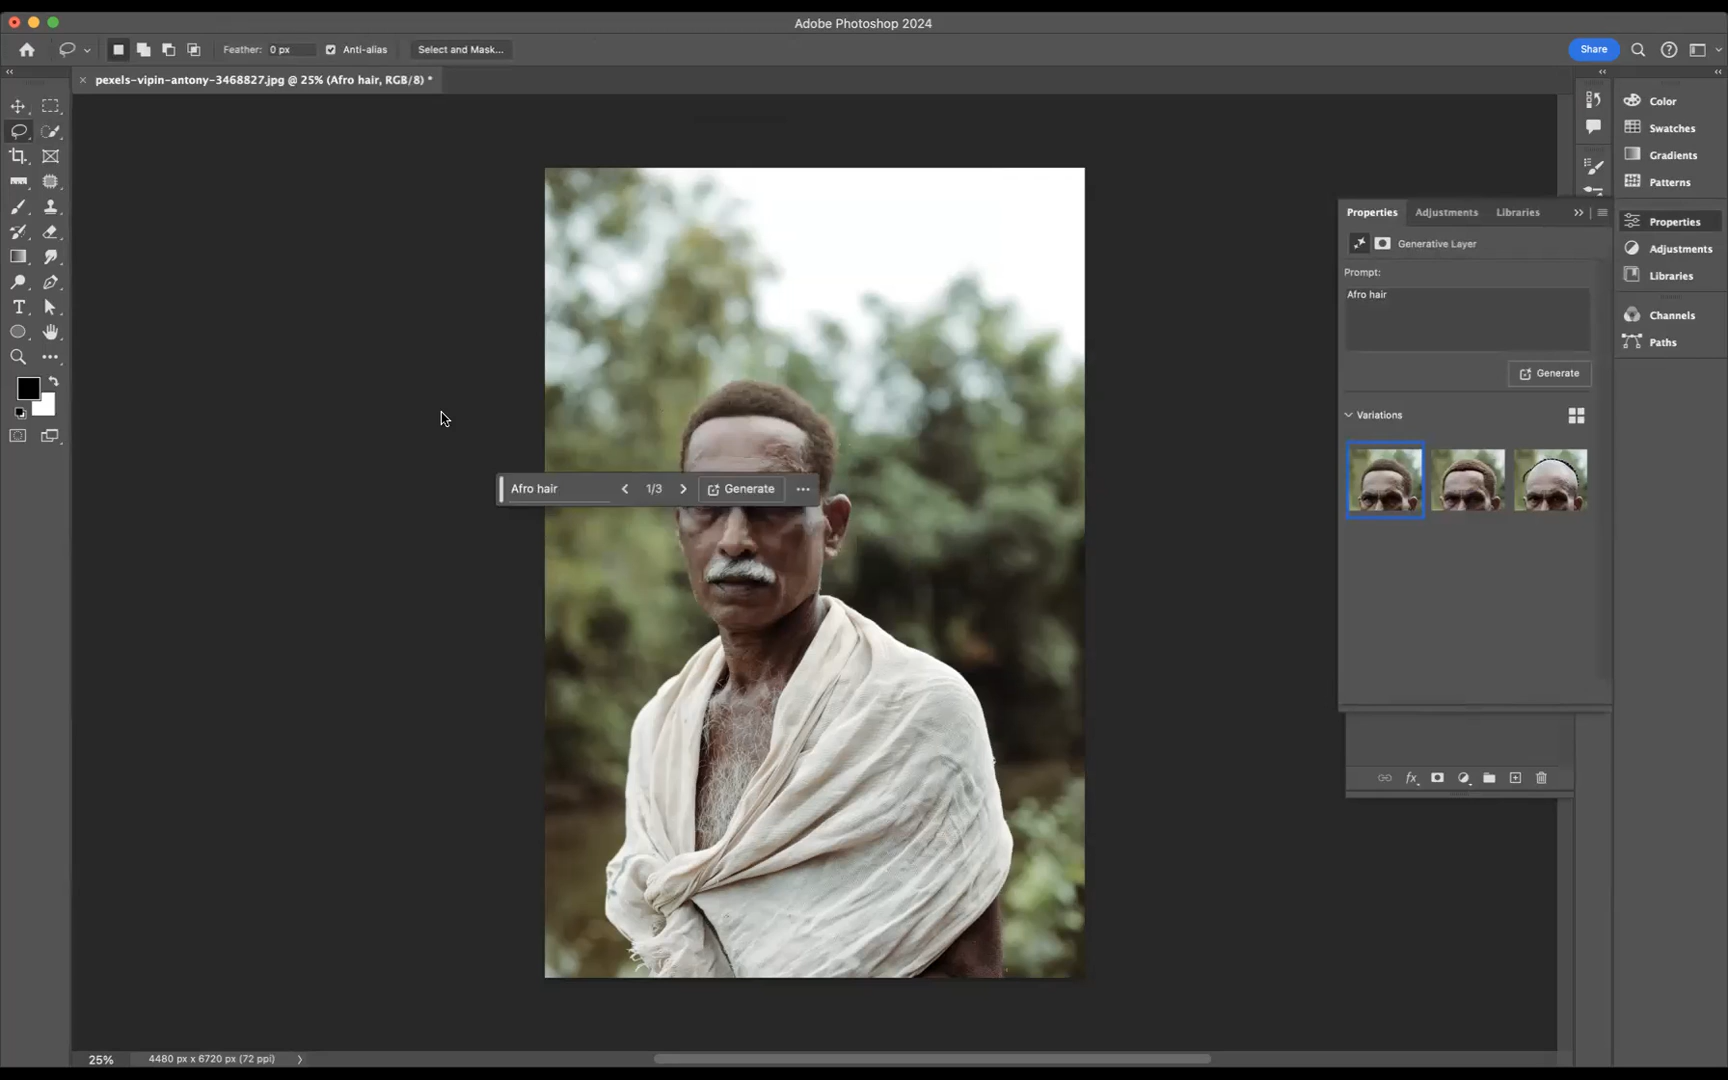 Adobe Photoshop 2024
Feather: 0 px
Anti-alias
Select and Mask...
Share
pexels-vipin-antony-3468827.jpg @ 25% (Afro hair, RGB/8) *
Color
Swatches
Gradients
Patterns
Properties
Adjustments
Libraries
Channels
Paths
Properties
Adjustments
Libraries
Generative Layer
Prompt:
Afro hair
Generate
Variations
Afro hair
1/3
Generate
fx
25%
4480 px x 6720 px (72 ppi)